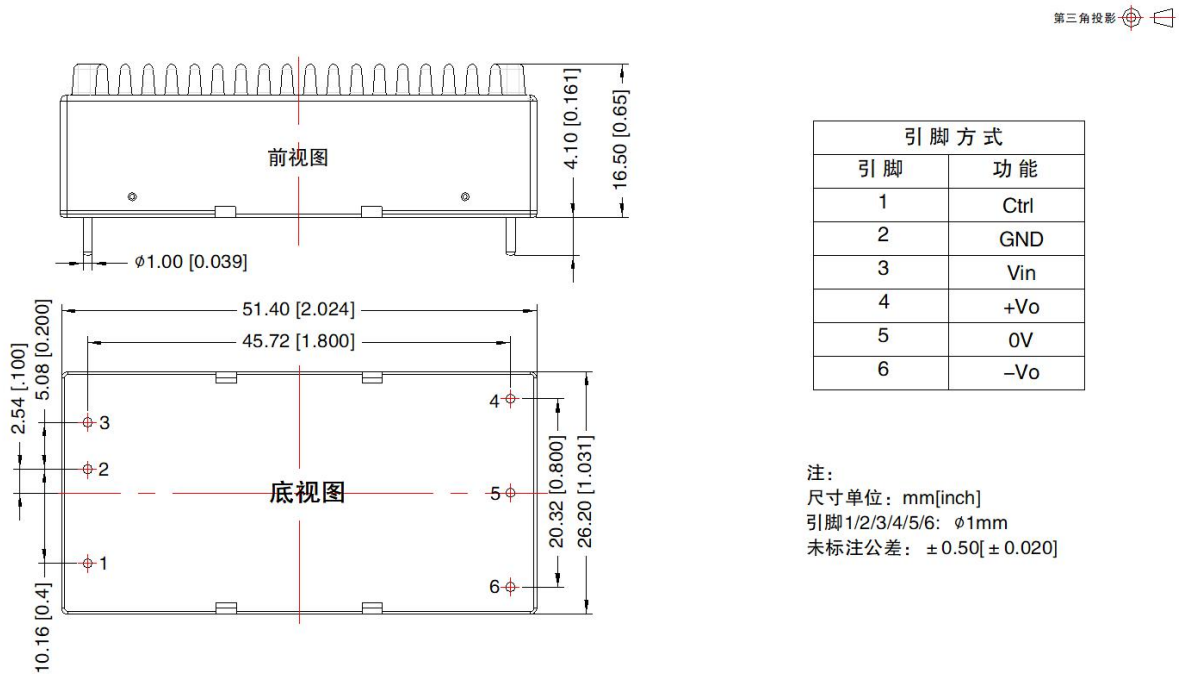 第三角投影
前视图
4.10 [0.161]
16.50 [0.65]
φ1.00 [0.039]
51.40 [2.024]
45.72 [1.800]
2.54 [.100]
5.08 [0.200]
10.16 [0.4]
3
2
1
底视图
4
5
6
20.32 [0.800]
26.20 [1.031]
引脚方式
引脚 功能
1 Ctrl
2 GND
3 Vin
4 +Vo
5 0V
6 −Vo
注：
尺寸单位：mm[inch]
引脚1/2/3/4/5/6: φ1mm
未标注公差：±0.50[±0.020]